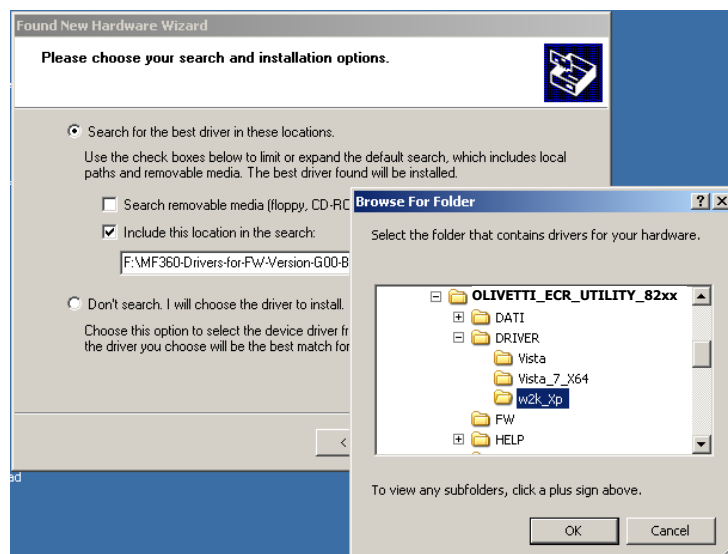 Found New Hardware Wizard
Please choose your search and installation options.
Search for the best driver in these locations.
Use the check boxes below to limit or expand the default search, which includes local
paths and removable media. The best driver found will be installed.
Search removable media (floppy, CD-RO
Include this location in the search:
F:\MF360-Drivers-for-FW-Version-G00-B
Don't search. I will choose the driver to install.
Choose this option to select the device driver fr
the driver you choose will be the best match for
<
ad
Browse For Folder
Select the folder that contains drivers for your hardware.
OLIVETTI_ECR_UTILITY_82xx
DATI
DRIVER
Vista
Vista_7_X64
w2k_Xp
FW
HELP
To view any subfolders, click a plus sign above.
OK
Cancel